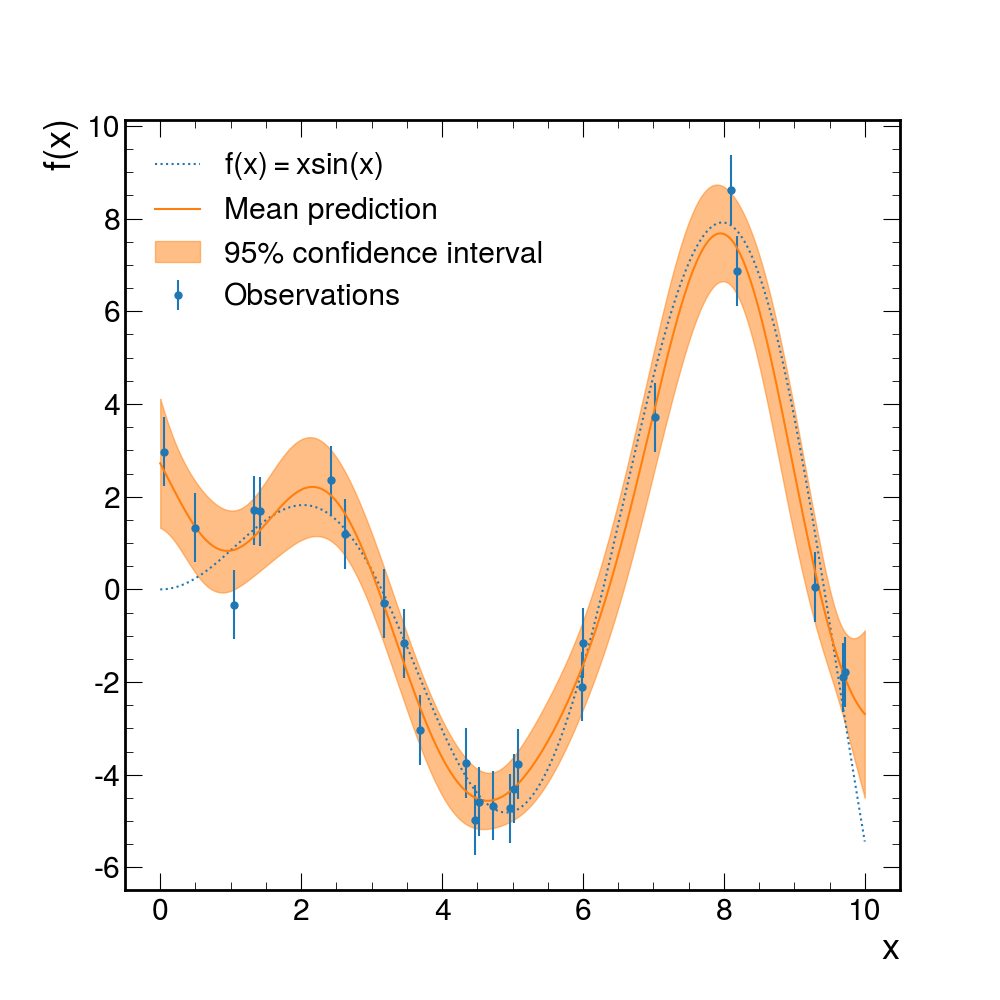 f(x)
10
8
6
4
2
0
-2
-4
-6
f(x) = xsin(x)
Mean prediction
95% confidence interval
Observations
0 2 4 6 8 10
x